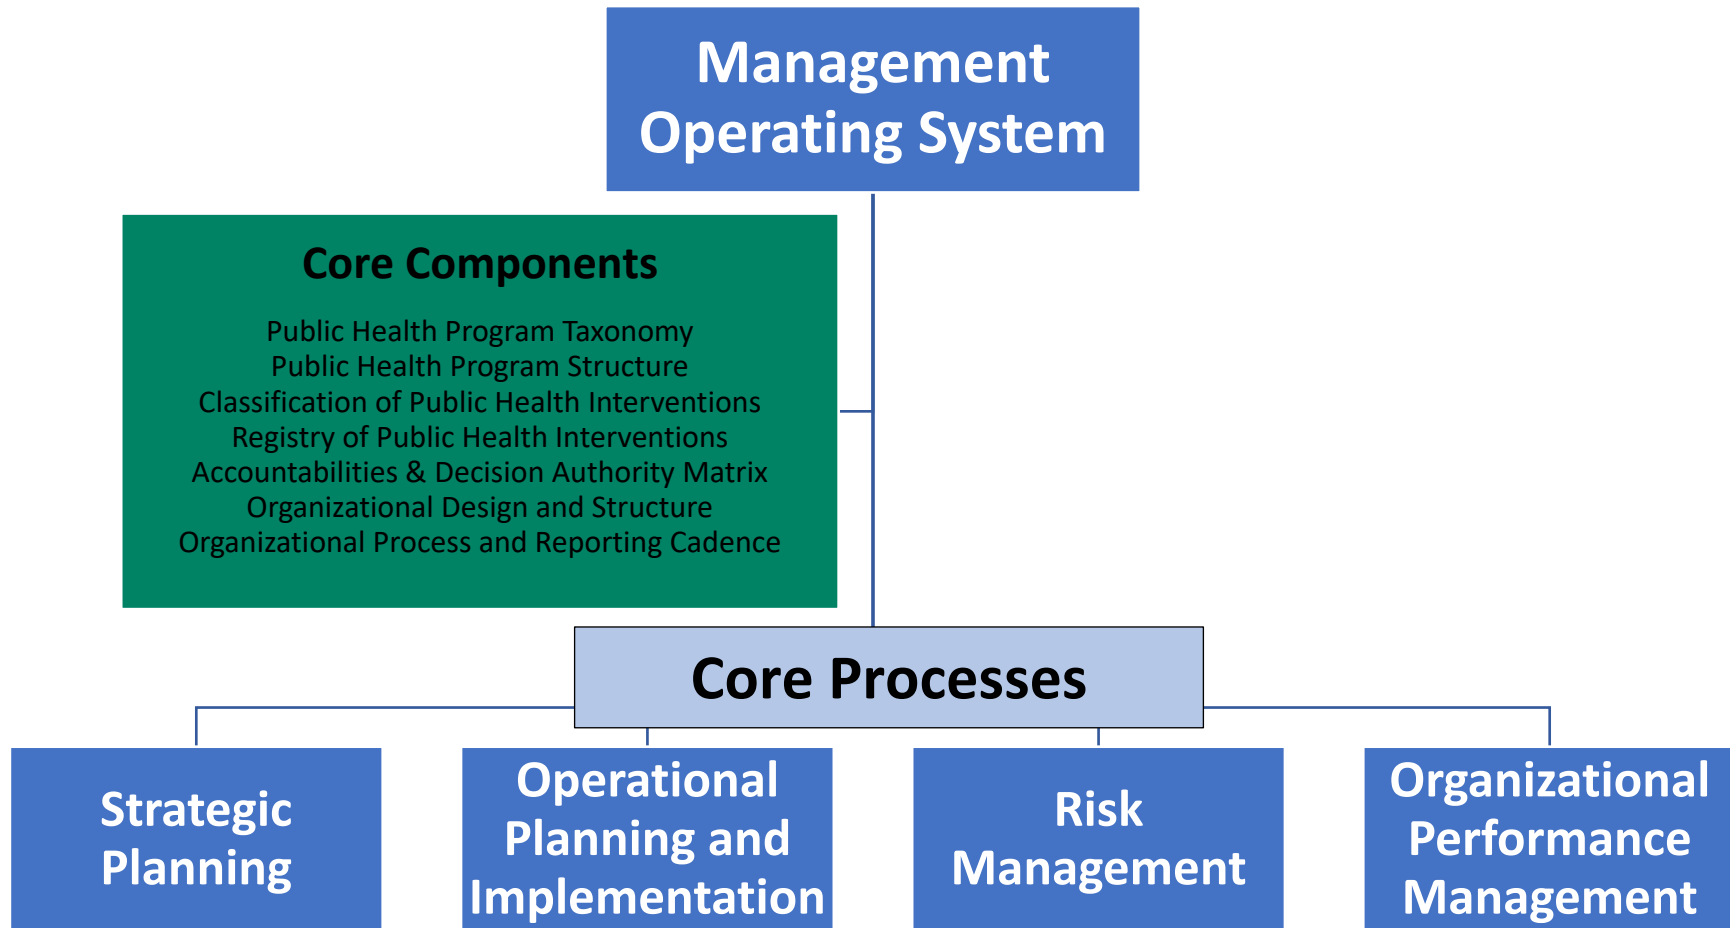 Management
Operating System
Core Components
Public Health Program Taxonomy
Public Health Program Structure
Classification of Public Health Interventions
Registry of Public Health Interventions
Accountabilities & Decision Authority Matrix
Organizational Design and Structure
Organizational Process and Reporting Cadence
Core Processes
Strategic
Planning
Operational
Planning and
Implementation
Risk
Management
Organizational
Performance
Management